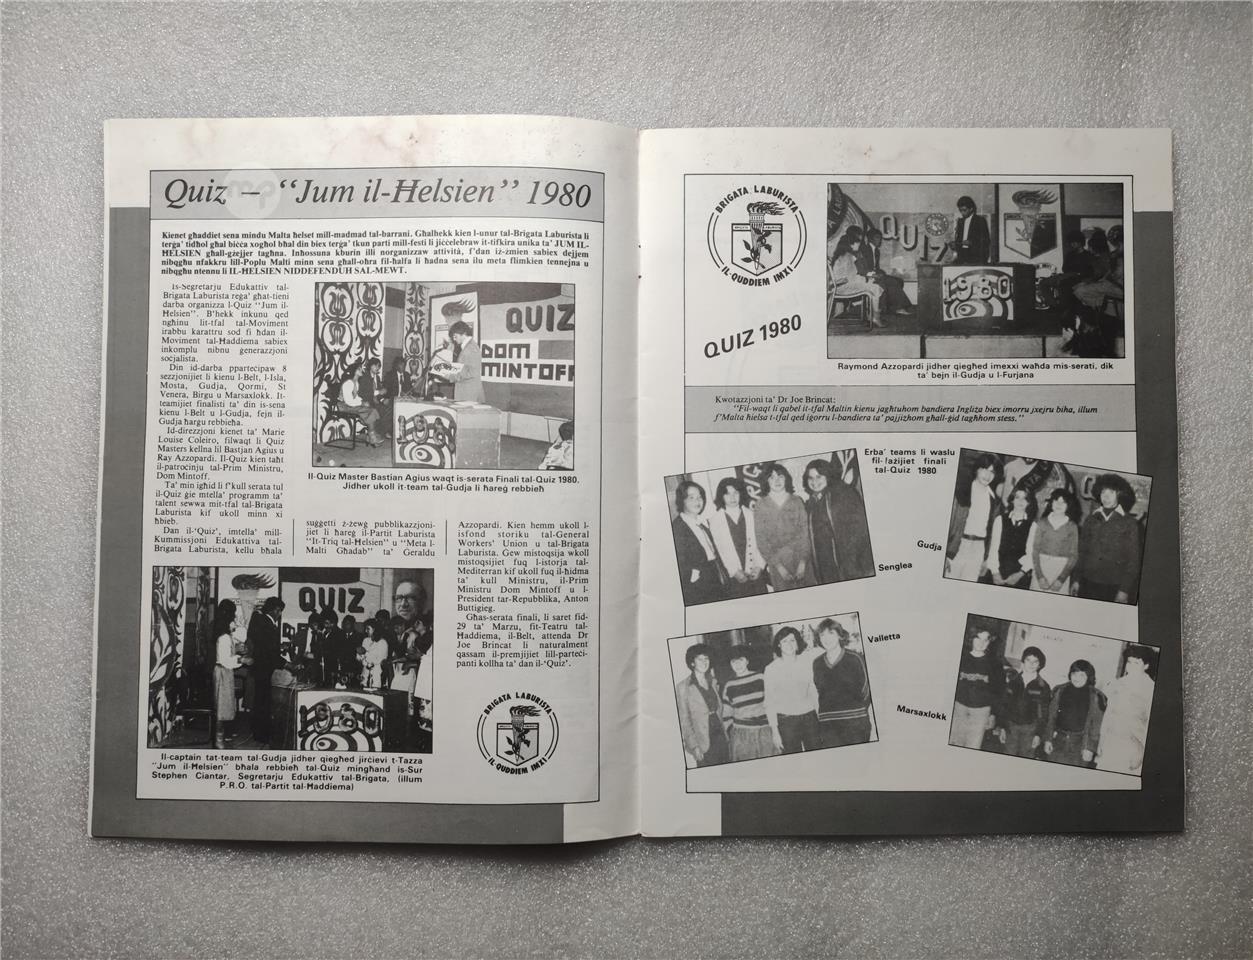 Quiz — “Jum il-Ħelsien” 1980
Kienet għaddiet sena mindu Malta helset mill-madmad tal-barrani. Għalhekk kien l-unur tal-Brigata Laburista li
terġa’ tidħol għal biċċa xogħol bħal din biex terġa’ tkun parti mill-festi li jiċċelebraw it-tifkira unika ta’ JUM IL-
ĦELSIEN għall-gżejjer tagħna. Inħossuna kburin illi norganizzaw attività, f’dan iż-żmien sabiex dejjem
nibqgħu nfakkru lill-Poplu Malti minn sena għall-oħra fil-ħalfa li ħadna sena ilu meta flimkien tennejna u
nibqgħu ntennu li IL-ĦELSIEN NIDDEFENDUH SAL-MEWT.
Is-Segretarju Edukattiv tal-
Brigata Laburista reġa’ għat-tieni
darba organizza l-Quiz “Jum il-
Ħelsien”. B’hekk inkunu qed
ngħinu lit-tfal tal-Moviment
irabbu karattru sod fi ħdan il-
Moviment tal-Ħaddiema sabiex
inkomplu nibnu ġenerazzjoni
soċjalista.
Din id-darba ppartecipaw 8
sezzjonijiet li kienu l-Belt, l-Isla,
Mosta, Gudja, Qormi, St
Venera, Birgu u Marsaxlokk. It-
teamijiet finalisti ta’ din is-sena
kienu l-Belt u l-Gudja, fejn il-
Gudja ħarġu rebbieħa.
Id-direzzjoni kienet ta’ Marie
Louise Coleiro, filwaqt li Quiz
Masters kellna lil Bastjan Agius u
Ray Azzopardi. Il-Quiz kien taħt
il-patroċinju tal-Prim Ministru,
Dom Mintoff.
Ta’ min igħid li f’kull serata tul
il-Quiz ġie mtella’ programm ta’
talent sewwa mit-tfal tal-Brigata
Laburista kif ukoll minn xi
ħbieb.
Dan il-‘Quiz’, imtella’ mill-
Kummissjoni Edukattiva tal-
Brigata Laburista, kellu bħala
QUIZ
DOM
MINTOFF
1980
Il-Quiz Master Bastian Agius waqt is-serata Finali tal-Quiz 1980.
Jidher ukoll it-team tal-Gudja li ħareġ rebbieħ
suġġetti ż-żewġ pubblikazzjoni-
jiet li ħareġ il-Partit Laburista
“It-Triq tal-Ħelsien” u “Meta l-
Malti Għadab” ta’ Geraldu
Azzopardi. Kien hemm ukoll l-
isfond storiku tal-General
Workers’ Union u tal-Brigata
Laburista. Ġew mistoqsija wkoll
mistoqsijiet fuq l-istorja tal-
Mediterran kif ukoll fuq il-ħidma
ta’ kull Ministru, il-Prim
Ministru Dom Mintoff u l-
President tar-Repubblika, Anton
Buttigieg.
Għas-serata finali, li saret fid-
29 ta’ Marzu, fit-Teatru tal-
Ħaddiema, il-Belt, attenda Dr
Joe Brincat li naturalment
qassam il-premjijiet lill-parteċi-
panti kollha ta’ dan il-‘Quiz’.
QUIZ
1980
Il-captain tat-team tal-Gudja jidher qiegħed jirċievi t-Tazza
“Jum il-Ħelsien” bħala rebbieħ tal-Quiz mingħand is-Sur
Stephen Ciantar, Segretarju Edukattiv tal-Brigata, (illum
P.R.O. tal-Partit tal-Ħaddiema)
BRIGATA LABURISTA
IL-QUDDIEM IMXI
BRIGATA LABURISTA
IL-QUDDIEM IMXI
QUIZ 1980
QUIZ
1980
Raymond Azzopardi jidher qiegħed imexxi waħda mis-serati, dik
ta’ bejn il-Gudja u l-Furjana
Kwotazzjoni ta’ Dr Joe Brincat:
“Fil-waqt li qabel it-tfal Maltin kienu jagħtuhom bandiera Ingliża biex imorru jxejru biha, illum
f’Malta ħielsa t-tfal qed igorru l-bandiera ta’ pajjiżhom għall-ġid tagħhom stess.”
Erba’ teams li waslu
fil-fażijiet finali
tal-Quiz 1980
Senglea
Gudja
Valletta
Marsaxlokk